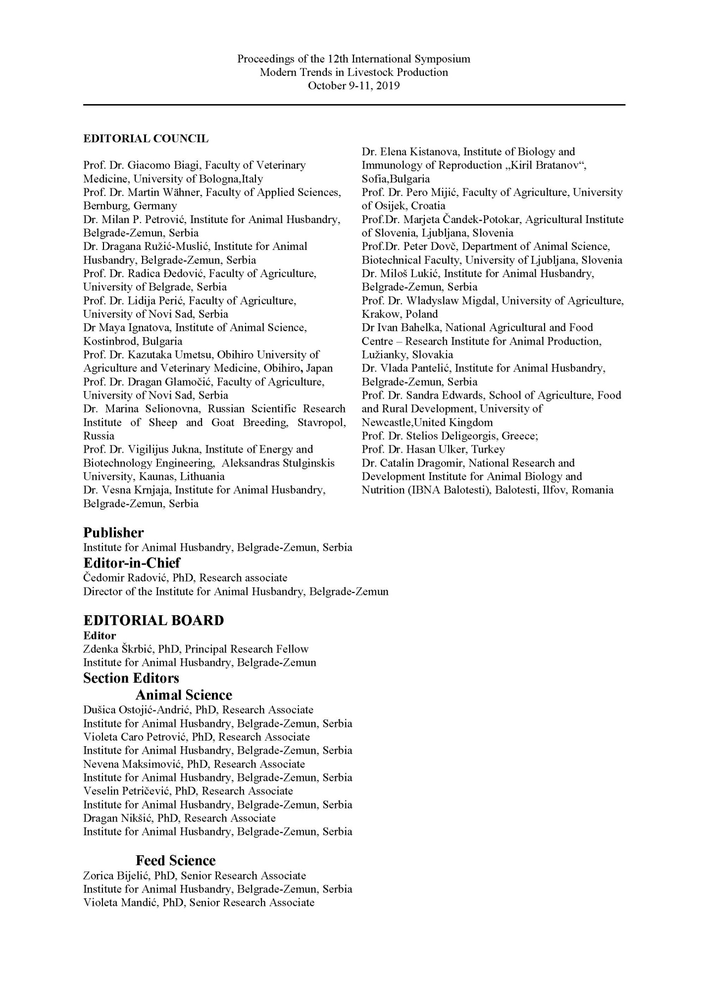 Proceedings of the 12th International Symposium
Modern Trends in Livestock Production
October 9-11, 2019
EDITORIAL COUNCIL
Prof. Dr. Giacomo Biagi, Faculty of Veterinary
Medicine, University of Bologna,Italy
Prof. Dr. Martin Wähner, Faculty of Applied Sciences,
Bernburg, Germany
Dr. Milan P. Petrović, Institute for Animal Husbandry,
Belgrade-Zemun, Serbia
Dr. Dragana Ružić-Muslić, Institute for Animal
Husbandry, Belgrade-Zemun, Serbia
Prof. Dr. Radica Đedović, Faculty of Agriculture,
University of Belgrade, Serbia
Prof. Dr. Lidija Perić, Faculty of Agriculture,
University of Novi Sad, Serbia
Dr Maya Ignatova, Institute of Animal Science,
Kostinbrod, Bulgaria
Prof. Dr. Kazutaka Umetsu, Obihiro University of
Agriculture and Veterinary Medicine, Obihiro, Japan
Prof. Dr. Dragan Glamočić, Faculty of Agriculture,
University of Novi Sad, Serbia
Dr. Marina Selionovna, Russian Scientific Research
Institute of Sheep and Goat Breeding, Stavropol,
Russia
Prof. Dr. Vigilijus Jukna, Institute of Energy and
Biotechnology Engineering, Aleksandras Stulginskis
University, Kaunas, Lithuania
Dr. Vesna Krnjaja, Institute for Animal Husbandry,
Belgrade-Zemun, Serbia
Dr. Elena Kistanova, Institute of Biology and
Immunology of Reproduction „Kiril Bratanov“,
Sofia,Bulgaria
Prof. Dr. Pero Mijić, Faculty of Agriculture, University
of Osijek, Croatia
Prof.Dr. Marjeta Čandek-Potokar, Agricultural Institute
of Slovenia, Ljubljana, Slovenia
Prof.Dr. Peter Dovč, Department of Animal Science,
Biotechnical Faculty, University of Ljubljana, Slovenia
Dr. Miloš Lukić, Institute for Animal Husbandry,
Belgrade-Zemun, Serbia
Prof. Dr. Wladyslaw Migdal, University of Agriculture,
Krakow, Poland
Dr Ivan Bahelka, National Agricultural and Food
Centre – Research Institute for Animal Production,
Lužianky, Slovakia
Dr. Vlada Pantelić, Institute for Animal Husbandry,
Belgrade-Zemun, Serbia
Prof. Dr. Sandra Edwards, School of Agriculture, Food
and Rural Development, University of
Newcastle,United Kingdom
Prof. Dr. Stelios Deligeorgis, Greece;
Prof. Dr. Hasan Ulker, Turkey
Dr. Catalin Dragomir, National Research and
Development Institute for Animal Biology and
Nutrition (IBNA Balotesti), Balotesti, Ilfov, Romania
Publisher
Institute for Animal Husbandry, Belgrade-Zemun, Serbia
Editor-in-Chief
Čedomir Radović, PhD, Research associate
Director of the Institute for Animal Husbandry, Belgrade-Zemun
EDITORIAL BOARD
Editor
Zdenka Škrbić, PhD, Principal Research Fellow
Institute for Animal Husbandry, Belgrade-Zemun
Section Editors
Animal Science
Dušica Ostojić-Andrić, PhD, Research Associate
Institute for Animal Husbandry, Belgrade-Zemun, Serbia
Violeta Caro Petrović, PhD, Research Associate
Institute for Animal Husbandry, Belgrade-Zemun, Serbia
Nevena Maksimović, PhD, Research Associate
Institute for Animal Husbandry, Belgrade-Zemun, Serbia
Veselin Petričević, PhD, Research Associate
Institute for Animal Husbandry, Belgrade-Zemun, Serbia
Dragan Nikšić, PhD, Research Associate
Institute for Animal Husbandry, Belgrade-Zemun, Serbia
Feed Science
Zorica Bijelić, PhD, Senior Research Associate
Institute for Animal Husbandry, Belgrade-Zemun, Serbia
Violeta Mandić, PhD, Senior Research Associate